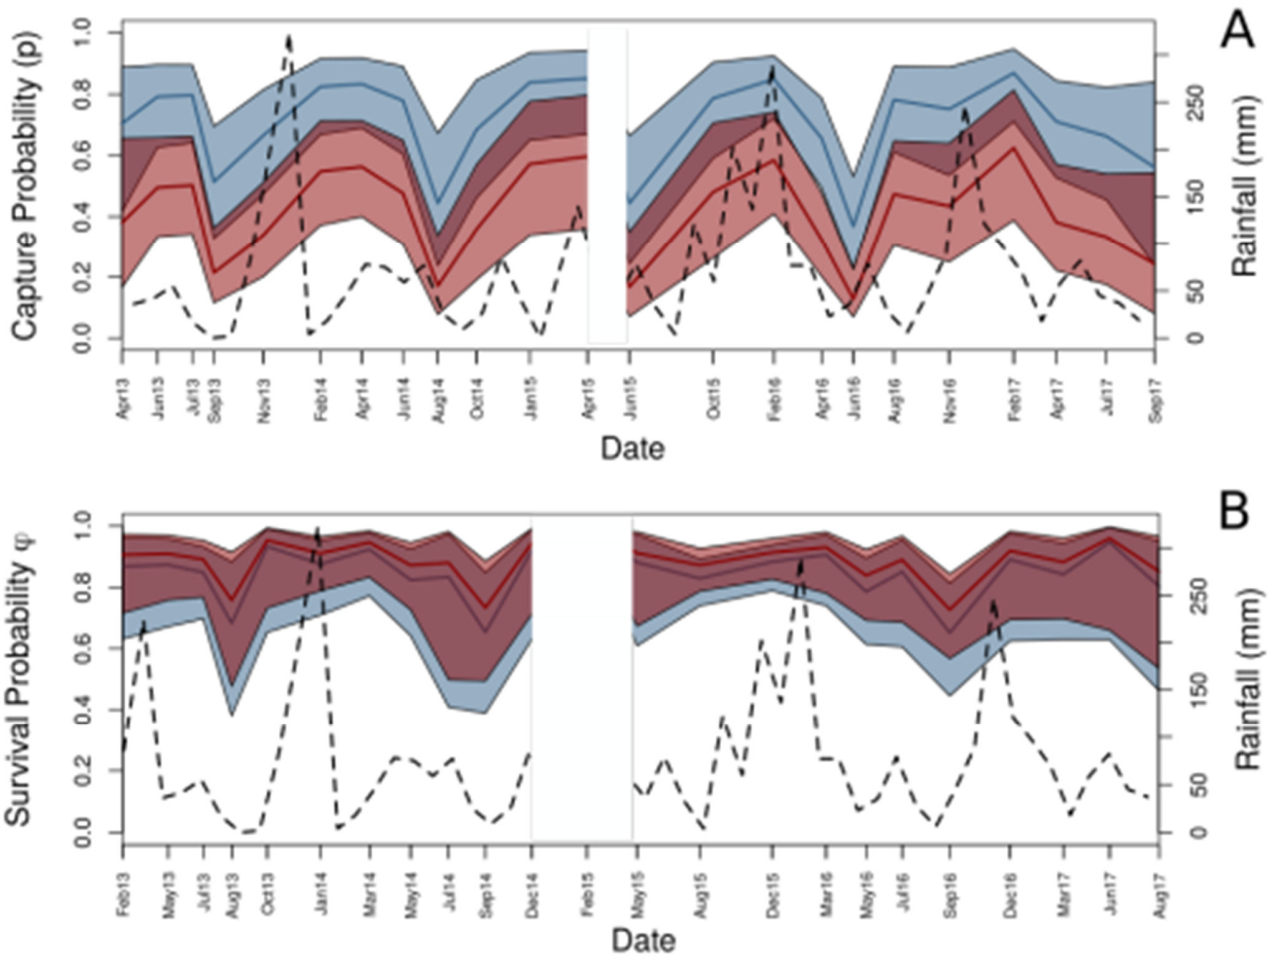 A
Capture Probability (p)
1.0
0.8
0.6
0.4
0.2
0.0
250
150
50
0
Rainfall (mm)
Apr13 Jun13 Jul13 Sep13 Nov13 Feb14 Apr14 Jun14 Aug14 Oct14 Jan15 Apr15 Jun15 Oct15 Feb16 Apr16 Jun16 Aug16 Nov16 Feb17 Apr17 Jul17 Sep17
Date
B
Survival Probability φ
1.0
0.8
0.6
0.4
0.2
0.0
250
150
50
0
Rainfall (mm)
Feb13 May13 Jul13 Aug13 Oct13 Jan14 Mar14 May14 Jul14 Sep14 Dec14 Feb15 May15 Aug15 Dec15 Mar16 May16 Jul16 Sep16 Dec16 Mar17 Jun17 Aug17
Date